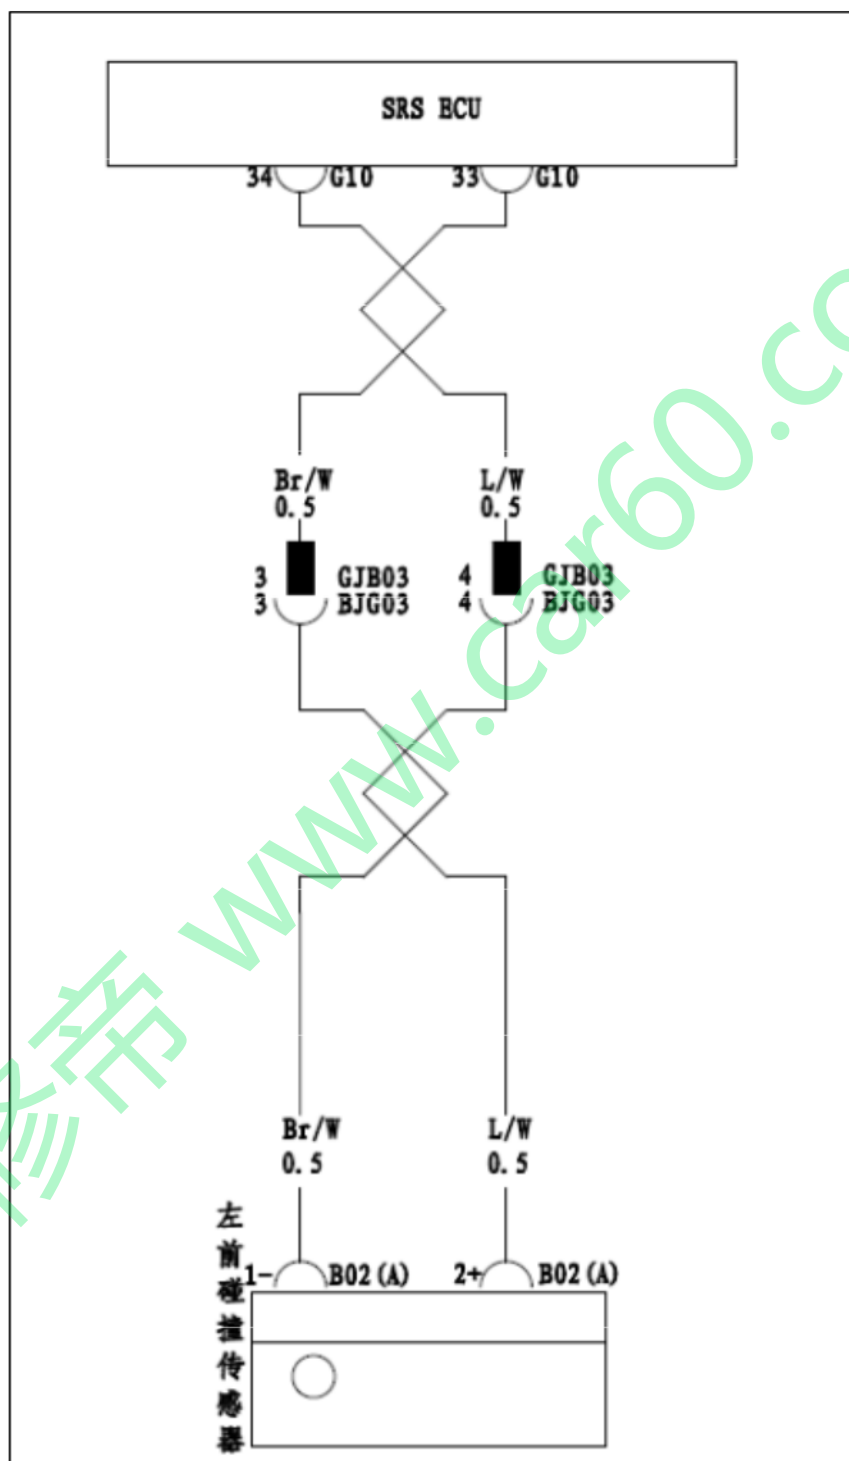 SRS ECU
34 G10 33 G10
Br/W L/W
0.5 0.5
3 GJB03 4 GJB03
3 BJG03 4 BJG03
Br/W L/W
0.5 0.5
1- B02(A) 2+ B02(A)
左前碰撞传感器
修帝 www.car60.co